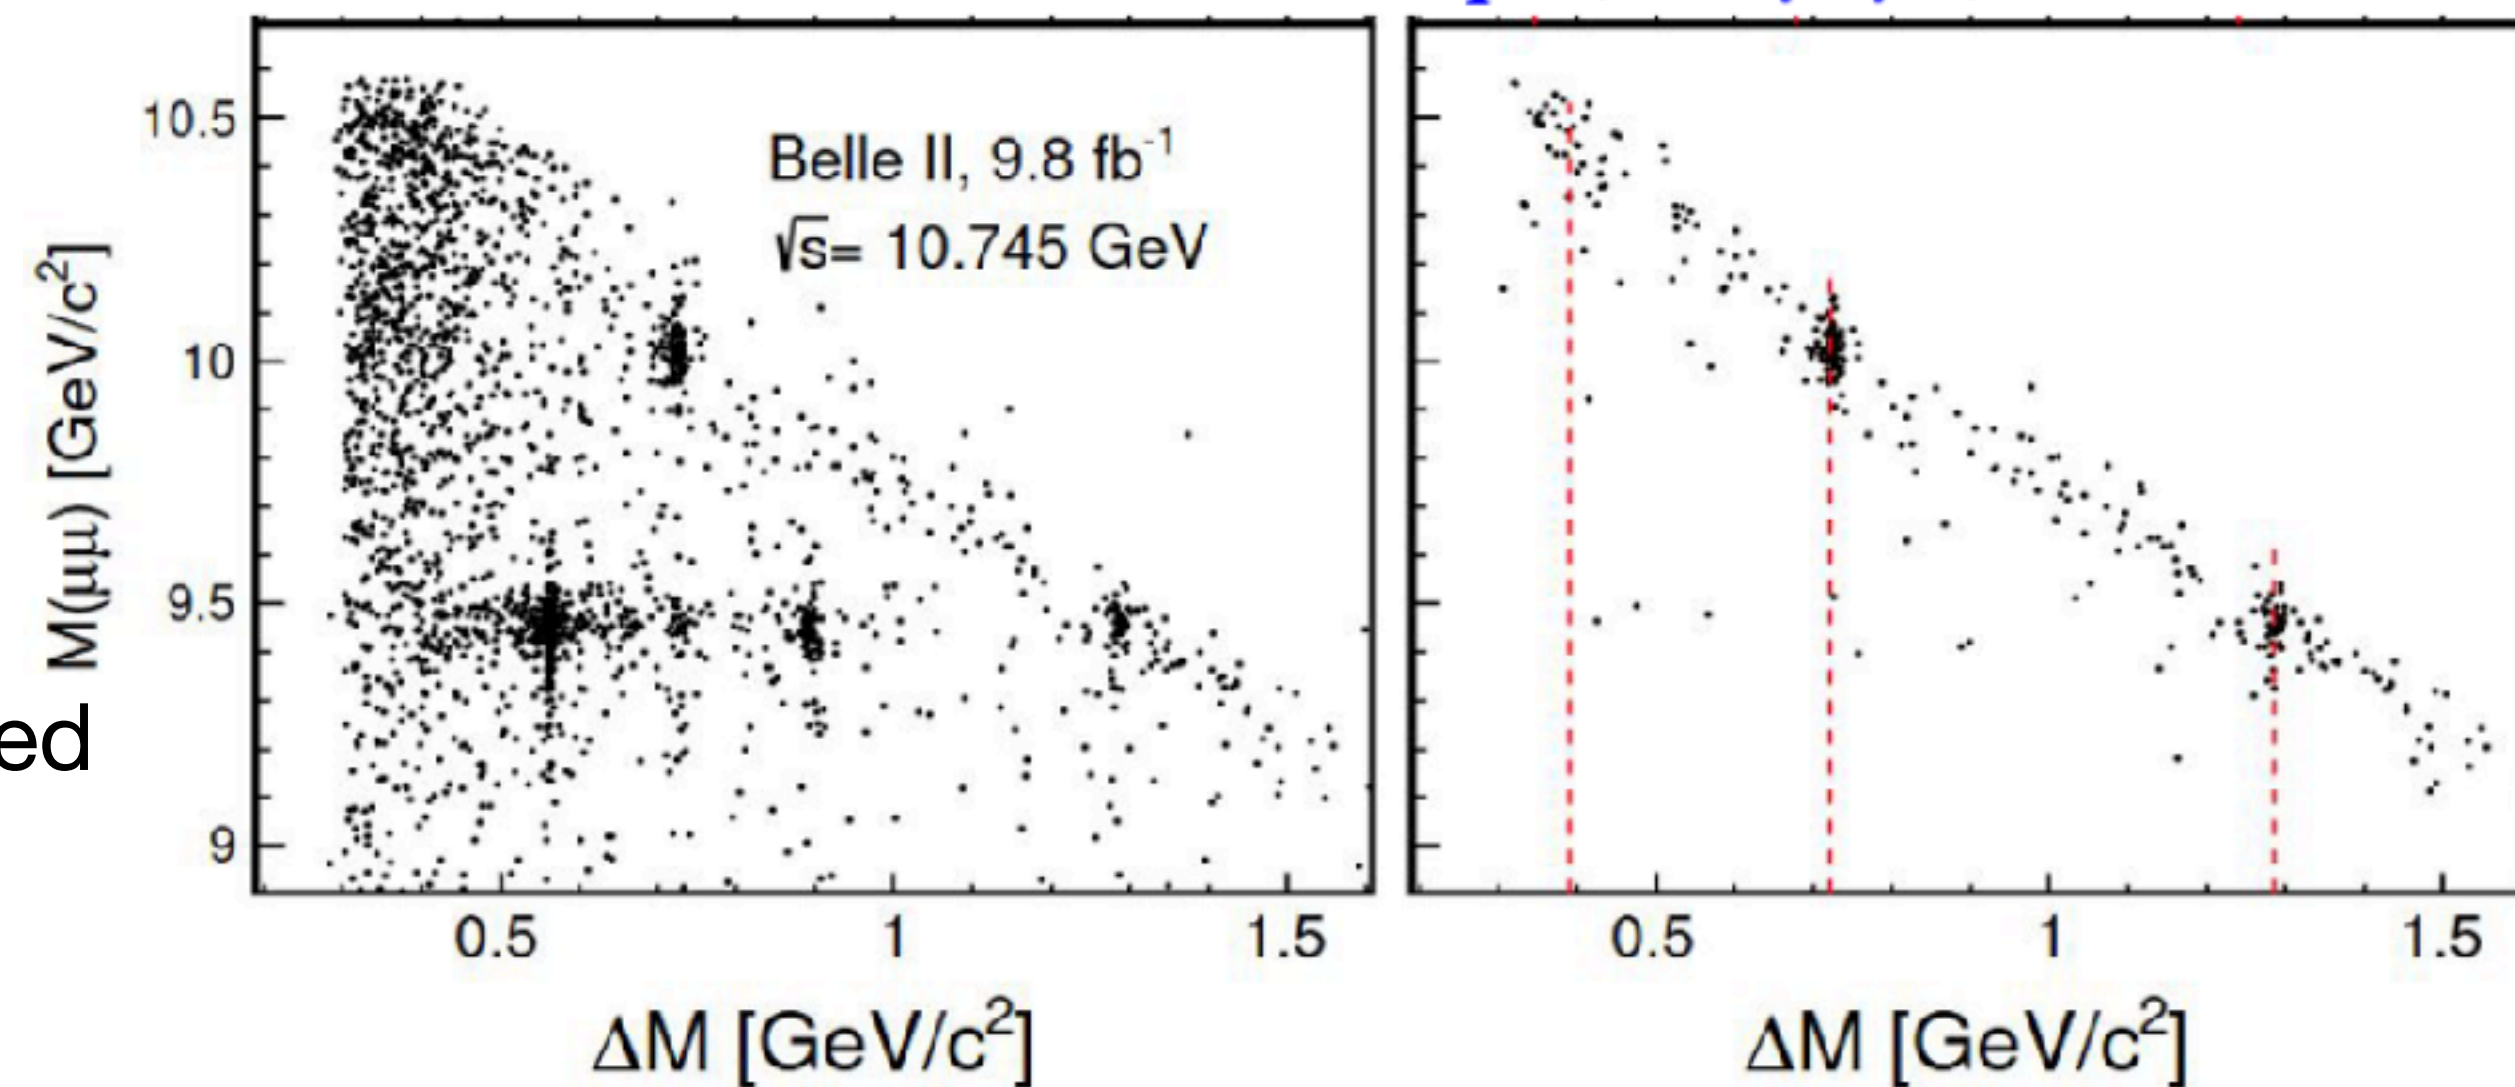 10.5
10
9.5
9
M(μμ) [GeV/c²]
Belle II, 9.8 fb⁻¹
√s= 10.745 GeV
ed
0.5
1
1.5
0.5
1
1.5
ΔM [GeV/c²]
ΔM [GeV/c²]